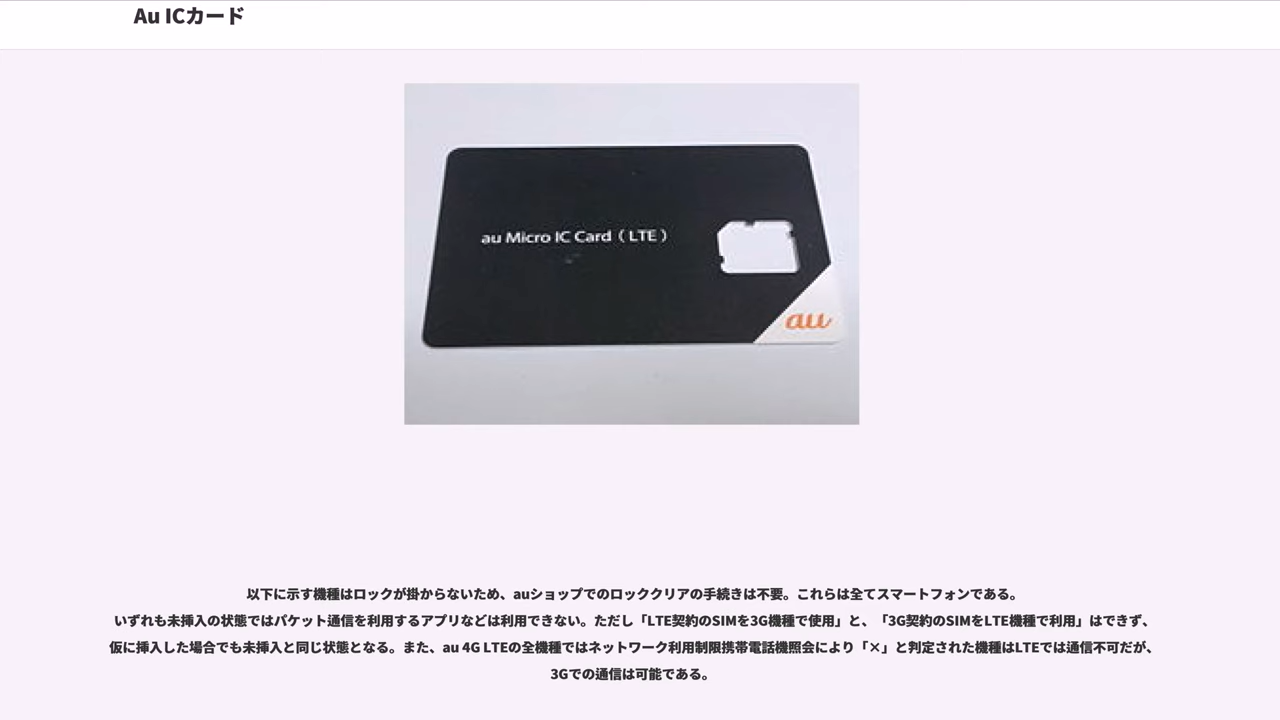 Au ICカード
au Micro IC Card（LTE）
au
以下に示す機種はロックが掛からないため、auショップでのロッククリアの手続きは不要。これらは全てスマートフォンである。
いずれも未挿入の状態ではパケット通信を利用するアプリなどは利用できない。ただし「LTE契約のSIMを3G機種で使用」と、「3G契約のSIMをLTE機種で利用」はできず、
仮に挿入した場合でも未挿入と同じ状態となる。また、au 4G LTEの全機種ではネットワーク利用制限携帯電話機照会により「×」と判定された機種はLTEでは通信不可だが、
3Gでの通信は可能である。